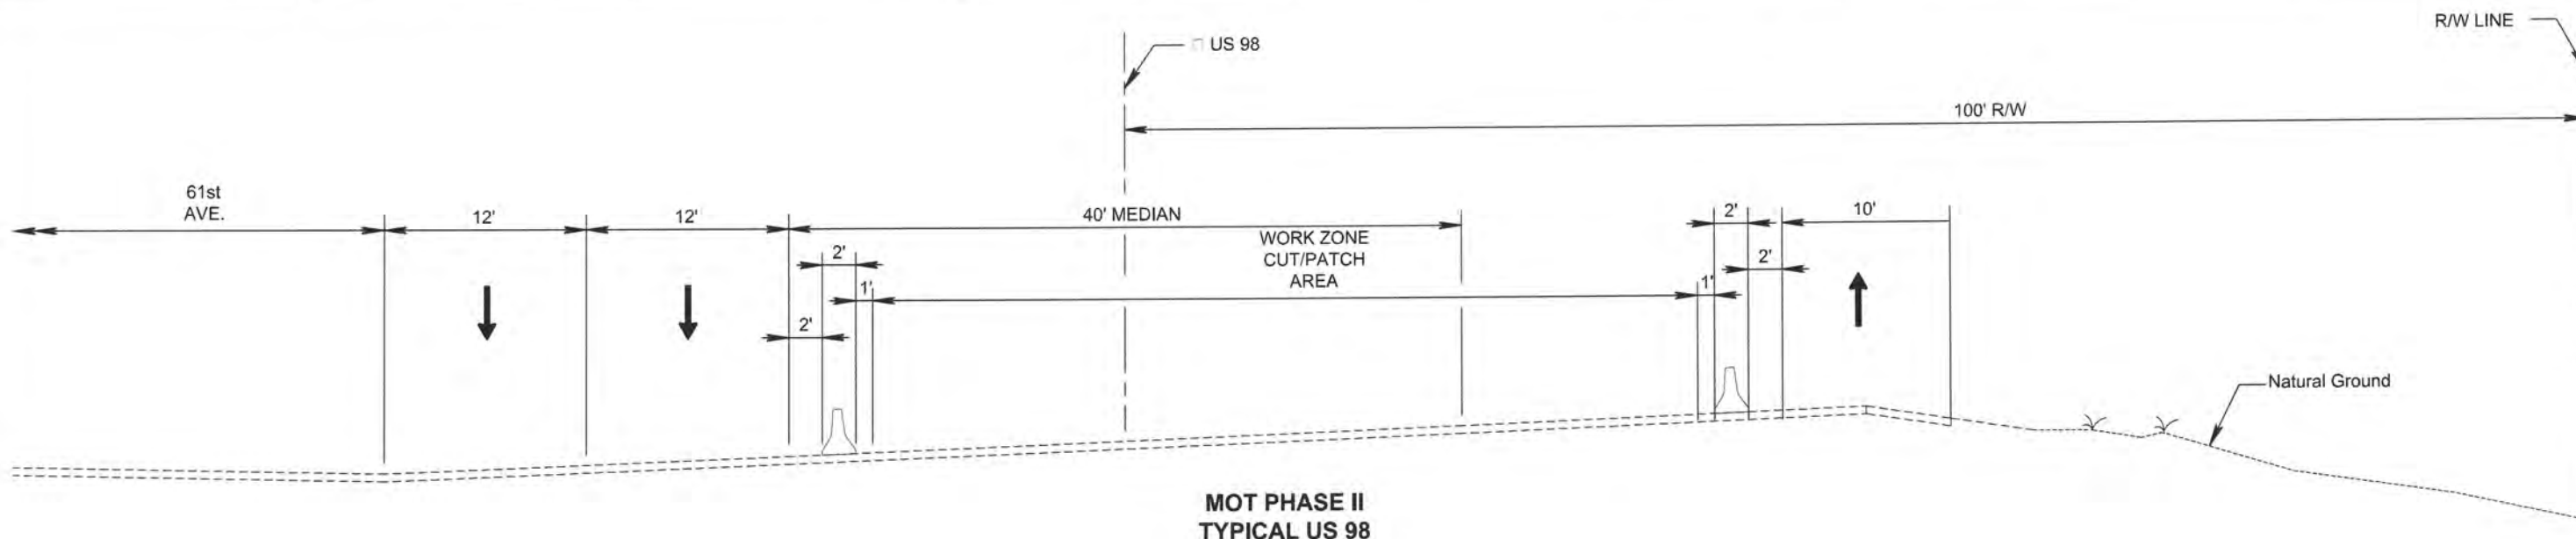 R/W LINE
US 98
100' R/W
61st
AVE.
12'
12'
40' MEDIAN
2'
10'
WORK ZONE
CUT/PATCH
AREA
2'
2'
1'
1'
2'
Natural Ground
MOT PHASE II
TYPICAL US 98